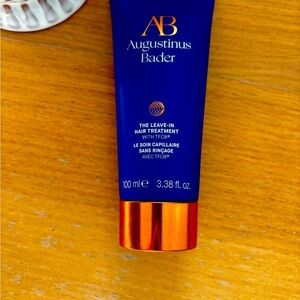 AB
Augustinus
Bader
THE LEAVE-IN
HAIR TREATMENT
WITH TFC8®
LE SOIN CAPILLAIRE
SANS RINÇAGE
AVEC TFC8®
100 ml ℮ 3.38 fl. oz.